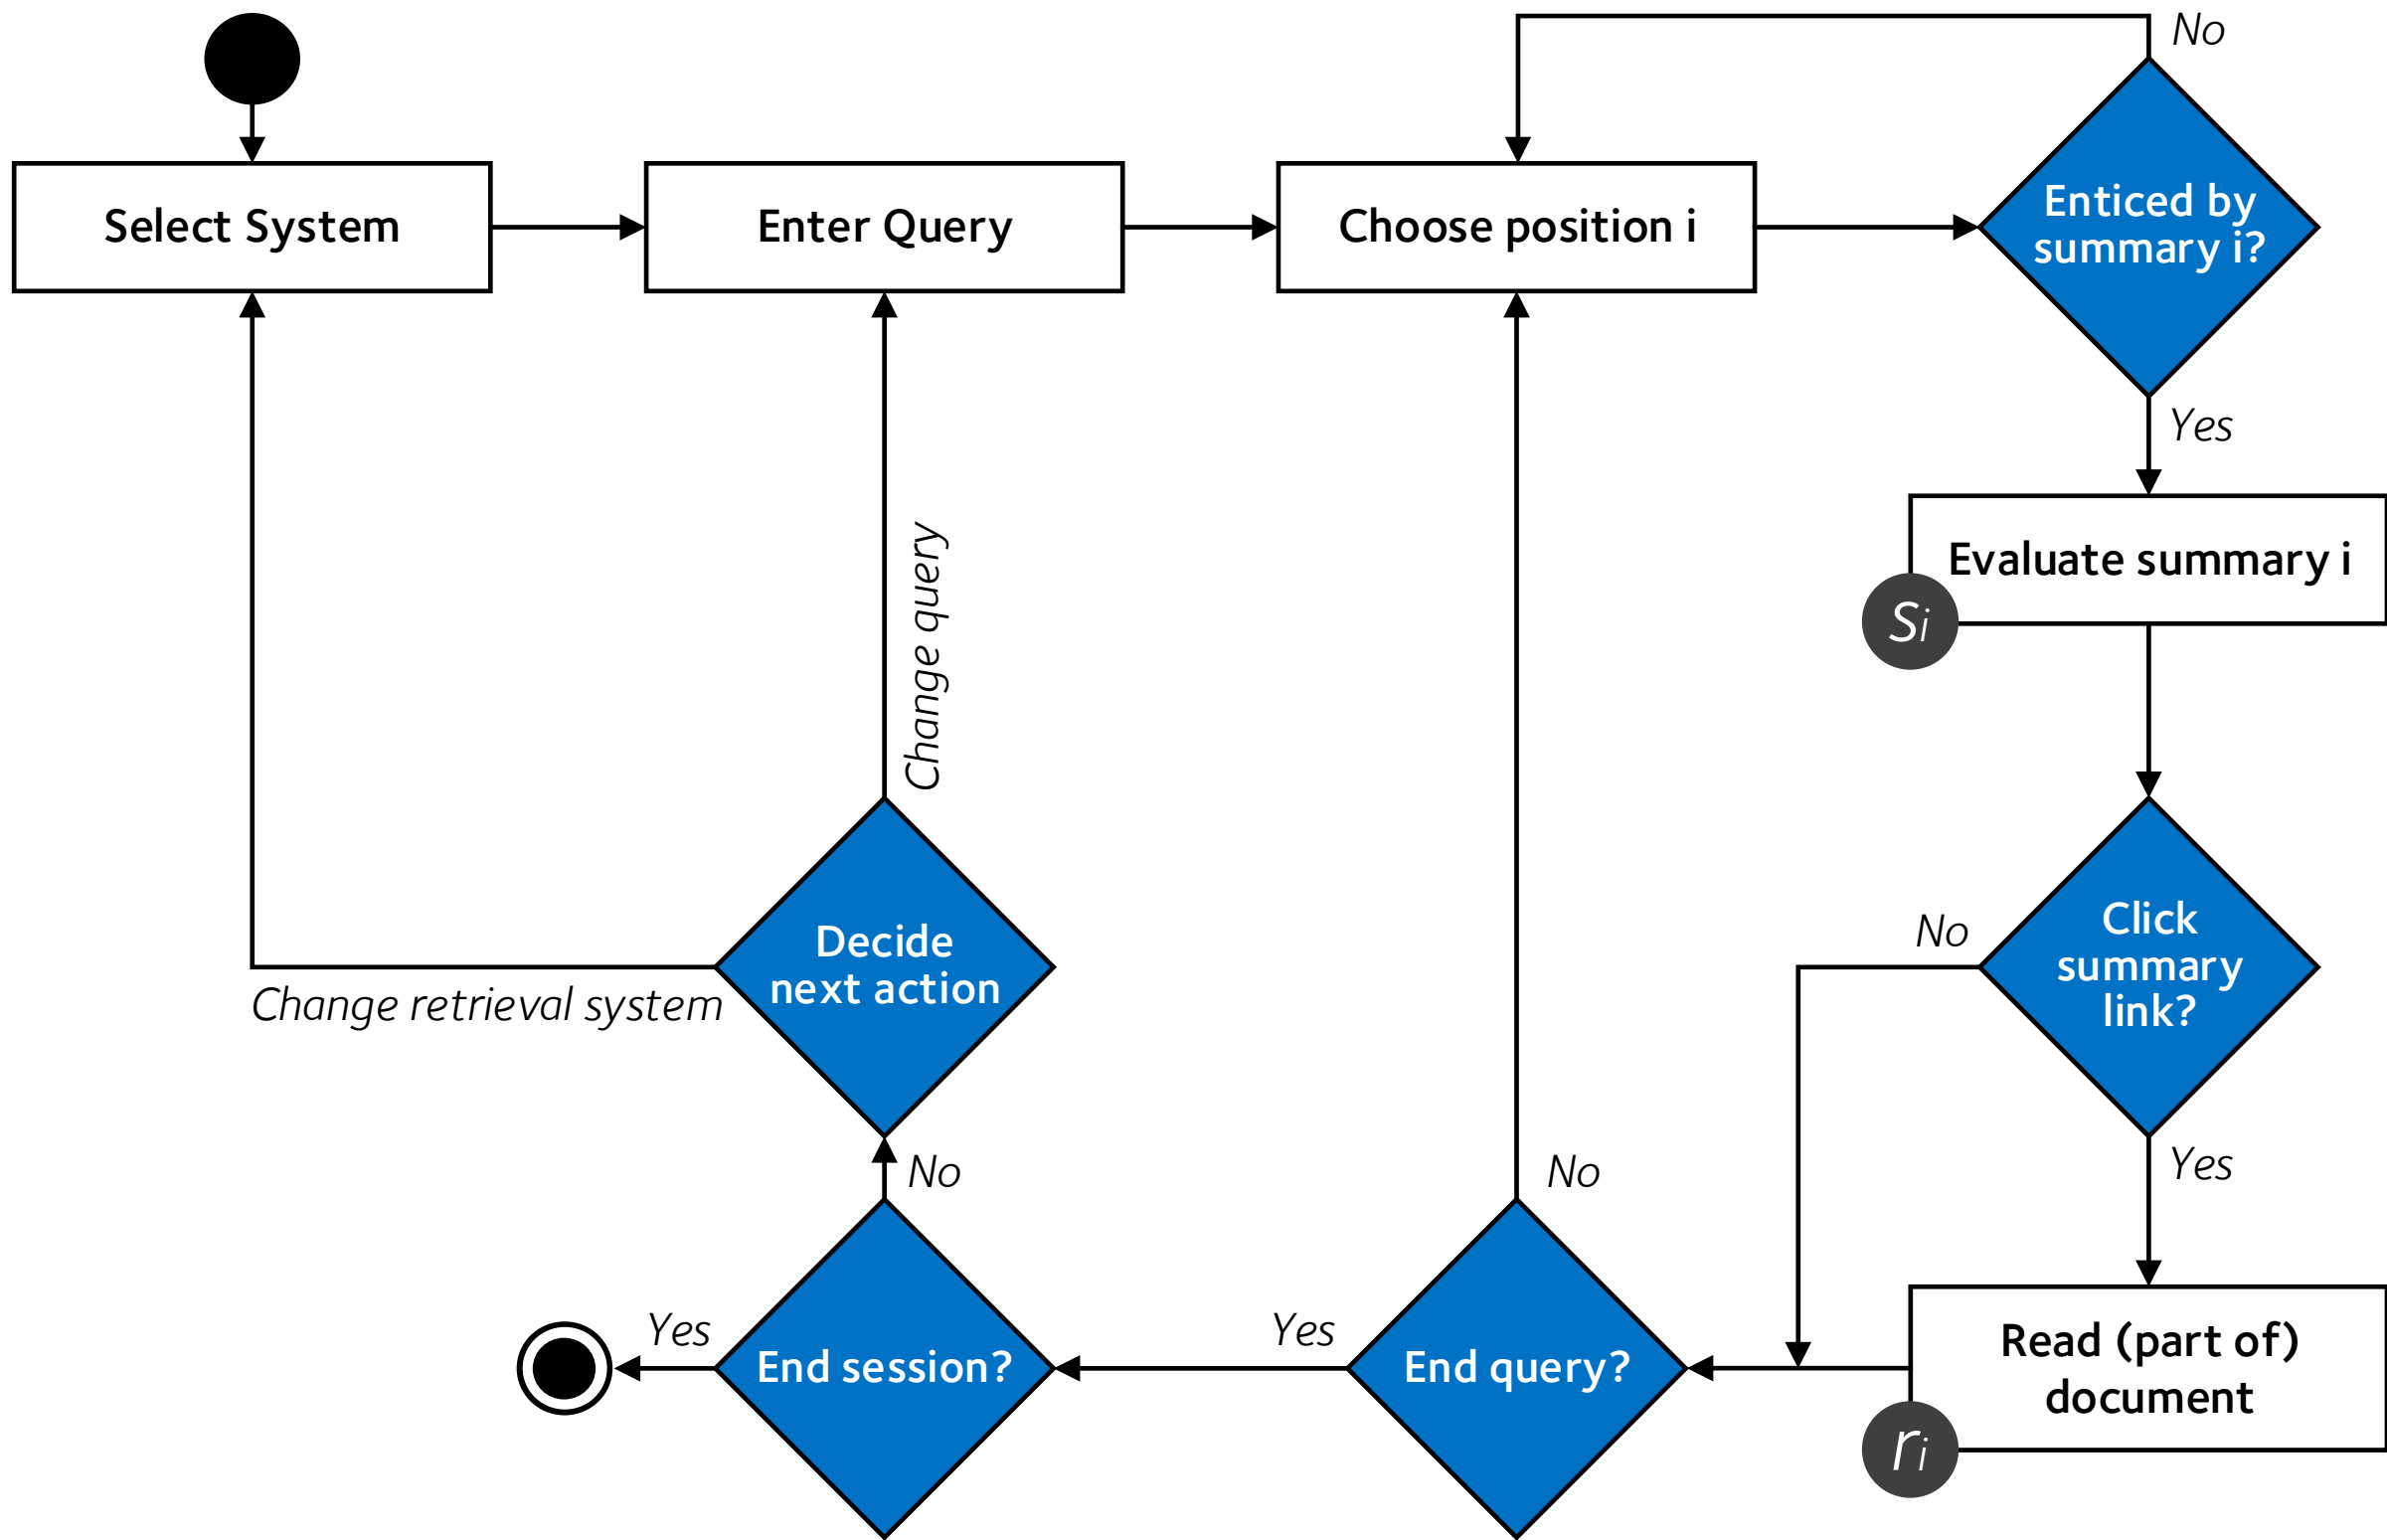 No
Select System
Enter Query
Choose position i
Enticed by
summary i?
Yes
Evaluate summary i
si
Change query
Click
summary
link?
No
Decide
next action
Change retrieval system
Yes
No
No
Yes
Yes
End session?
End query?
Read (part of)
document
ri